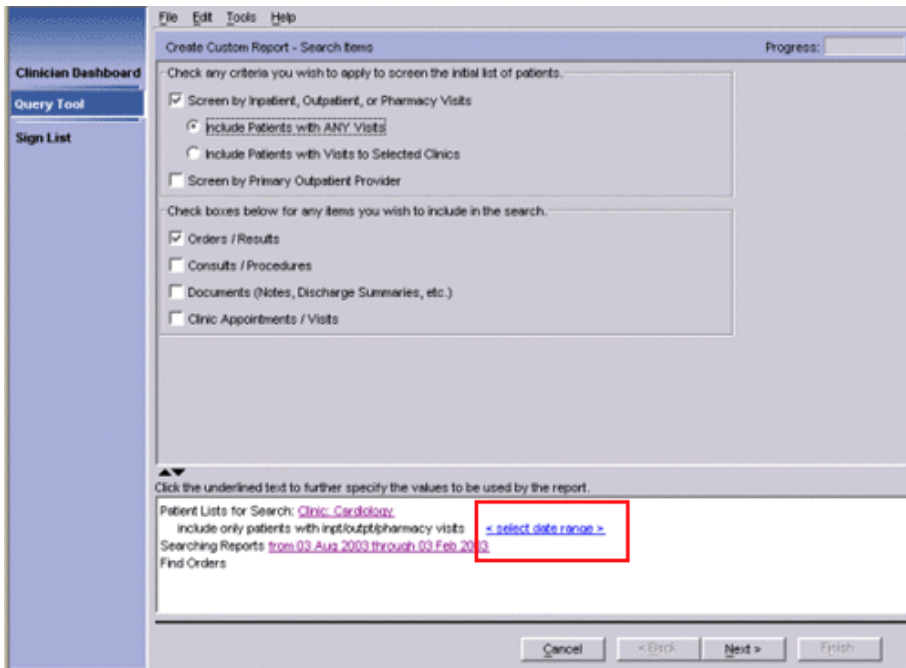 File Edit Tools Help
Create Custom Report - Search Items Progress:
Clinician Dashboard
Query Tool
Sign List
Check any criteria you wish to apply to screen the initial list of patients.
Screen by Inpatient, Outpatient, or Pharmacy Visits
Include Patients with ANY Visits
Include Patients with Visits to Selected Clinics
Screen by Primary Outpatient Provider
Check boxes below for any items you wish to include in the search.
Orders / Results
Consults / Procedures
Documents (Notes, Discharge Summaries, etc.)
Clinic Appointments / Visits
Click the underlined text to further specify the values to be used by the report.
Patient Lists for Search: Clinic: Cardiology,
include only patients with inpt/outpt/pharmacy visits < select date range >
Searching Reports from 03 Aug 2003 through 03 Feb 2003
Find Orders
Cancel < Back Next > Finish